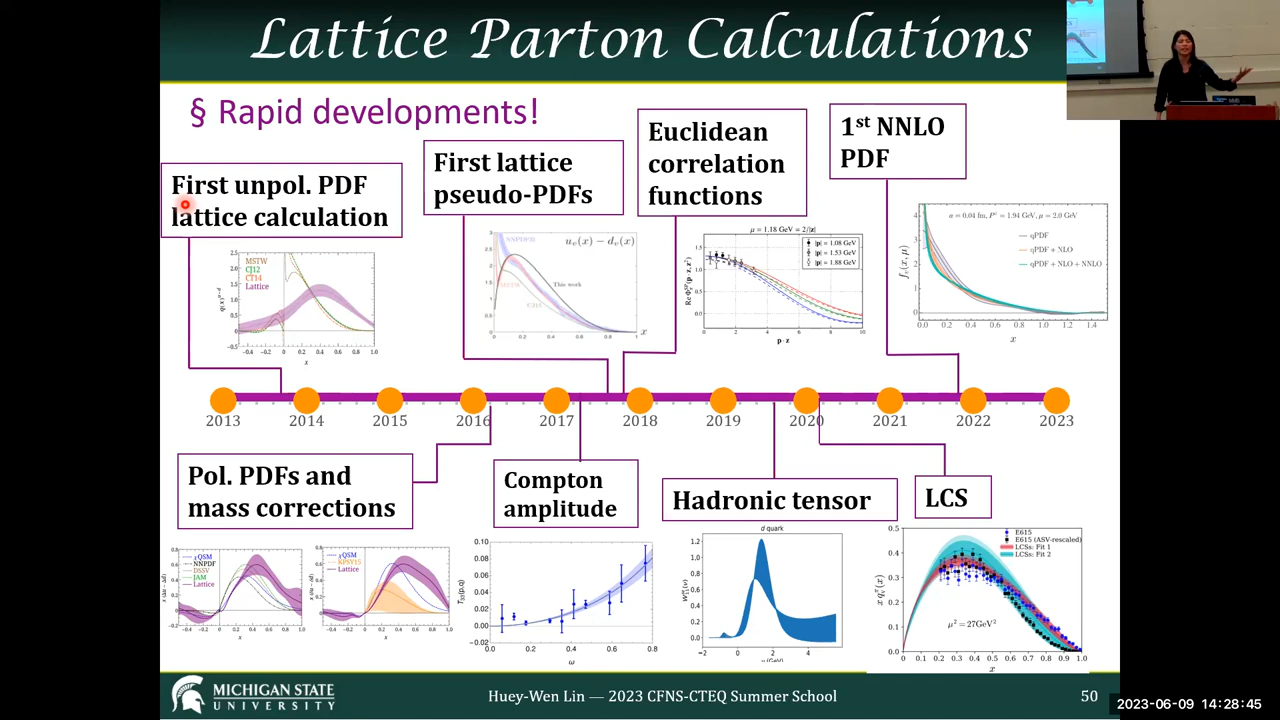 Lattice Parton Calculations
§ Rapid developments!
First unpol. PDF
lattice calculation
First lattice
pseudo-PDFs
Euclidean
correlation
functions
1st NNLO
PDF
MSTW
CJ12
CT14
Lattice
x
NNPDF
MSTW
CJ15
This work
u_v(x) − d_v(x)
x
μ = 1.18 GeV = 2/|z|
|p| = 1.08 GeV
|p| = 1.53 GeV
|p| = 1.88 GeV
p · z
a = 0.04 fm, P^z = 1.94 GeV, μ = 2.0 GeV
qPDF
qPDF + NLO
qPDF + NLO + NNLO
f_v(x, μ)
x
2013 2014 2015 2016 2017 2018 2019 2020 2021 2022 2023
Pol. PDFs and
mass corrections
Compton
amplitude
Hadronic tensor
LCS
χQSM
NNPDF
DSSV
JAM
Lattice
x
χQSM
KPSY15
Lattice
x
ω
d quark
ν (GeV)
E615
E615 (ASV-rescaled)
LCSs: Fit 1
LCSs: Fit 2
μ² = 27GeV²
x
MICHIGAN STATE
UNIVERSITY
Huey-Wen Lin — 2023 CFNS-CTEQ Summer School
50
2023-06-09 14:28:45